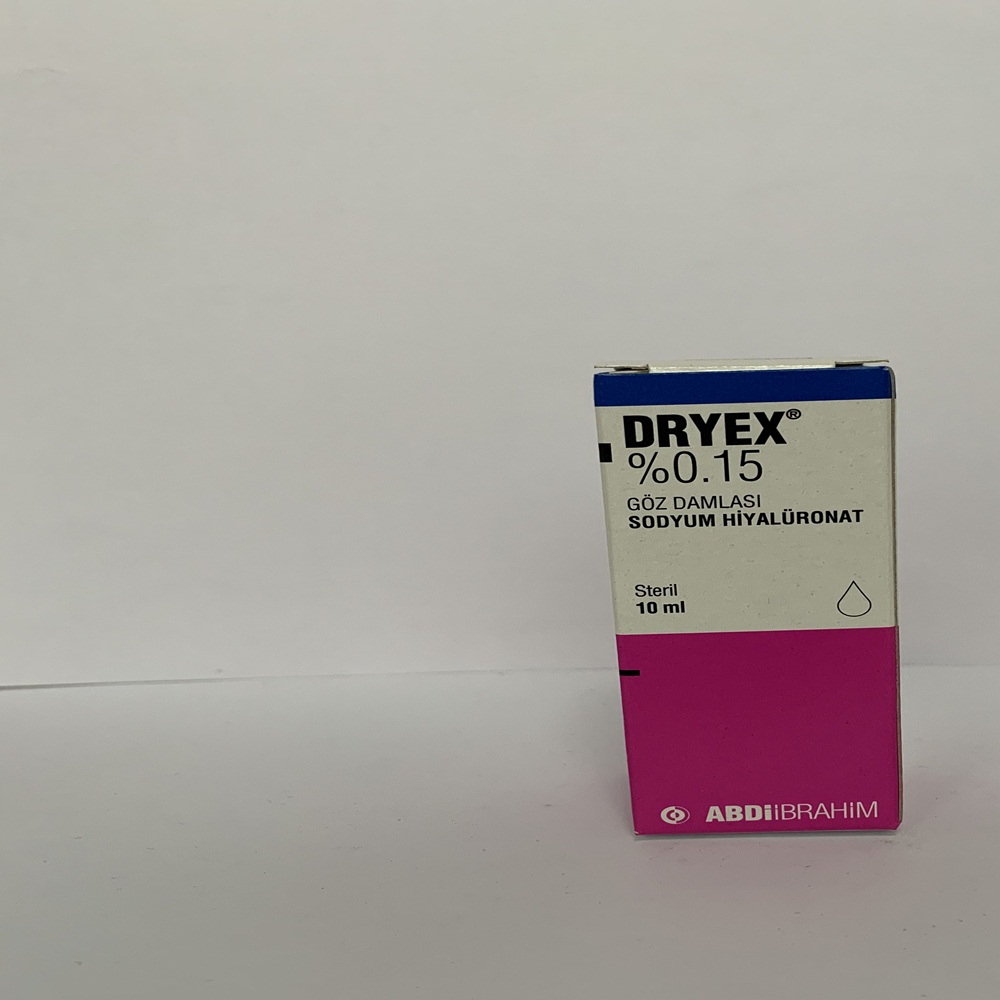 DRYEX®
%0.15
GÖZ DAMLASI
SODYUM HİYALÜRONAT
Steril
10 ml
ABDİİBRAHİM